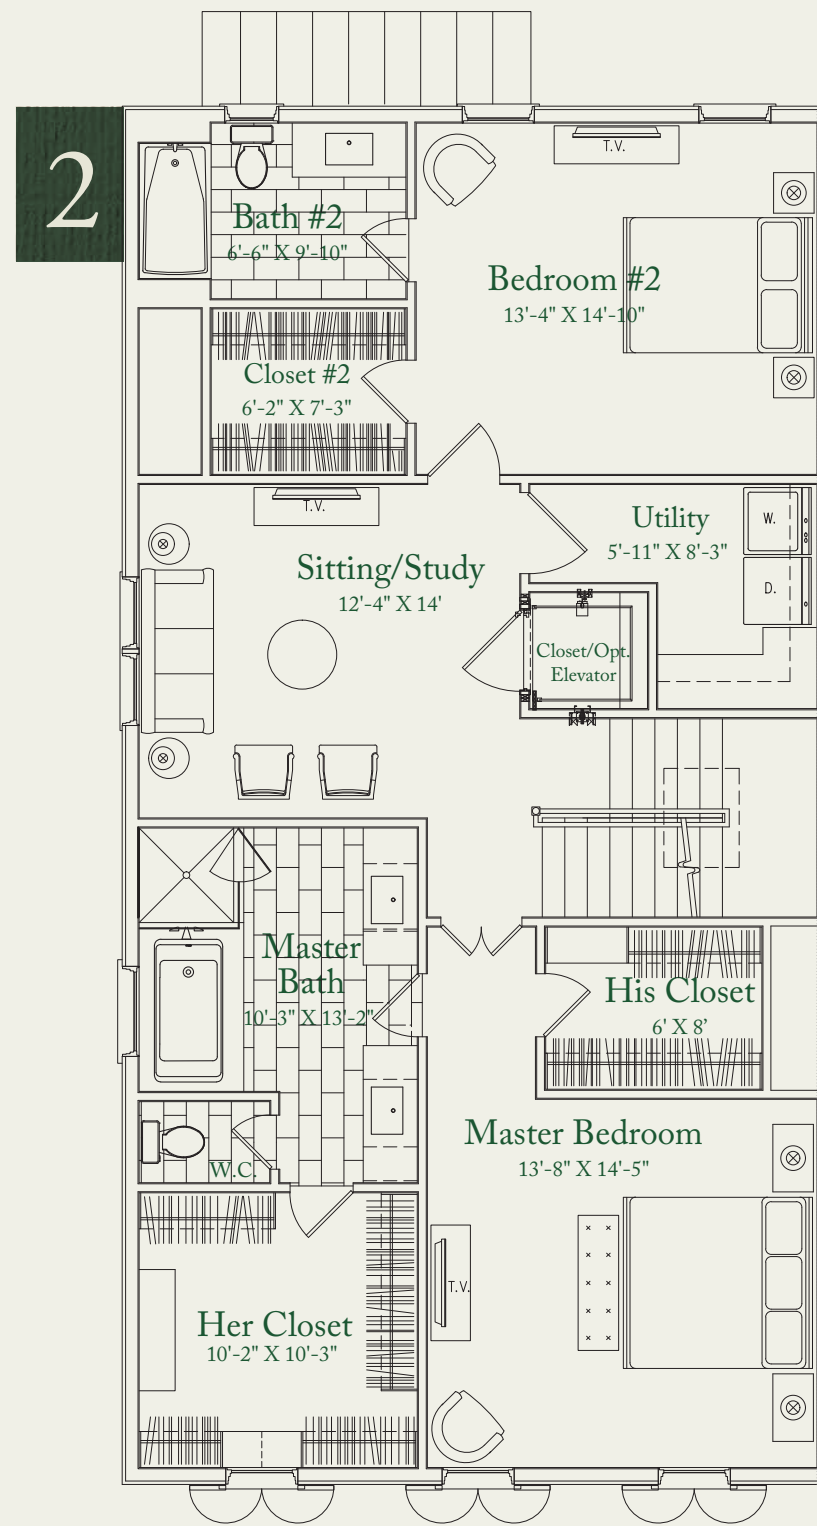 2
Bath #2
6'-6" X 9'-10"
T.V.
Bedroom #2
13'-4" X 14'-10"
Closet #2
6'-2" X 7'-3"
T.V.
Utility
5'-11" X 8'-3"
W.
D.
Sitting/Study
12'-4" X 14'
Closet/Opt.
Elevator
Master
Bath
10'-3" X 13'-2"
His Closet
6' X 8’
W.C.
Master Bedroom
13'-8" X 14'-5"
T.V.
Her Closet
10'-2" X 10'-3"